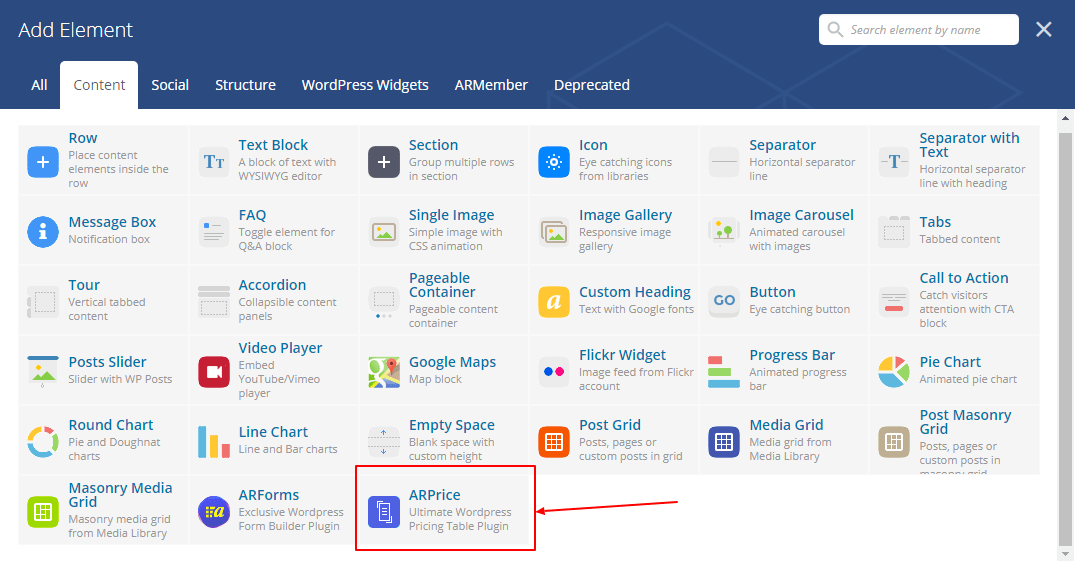 Add Element
Search element by name
All
Content
Social
Structure
WordPress Widgets
ARMember
Deprecated
Row
Place content
elements inside the
row
Text Block
A block of text with
WYSIWYG editor
Section
Group multiple rows
in section
Icon
Eye catching icons
from libraries
Separator
Horizontal separator
line
Separator with
Text
Horizontal separator
line with heading
Message Box
Notification box
FAQ
Toggle element for
Q&A block
Single Image
Simple image with
CSS animation
Image Gallery
Responsive image
gallery
Image Carousel
Animated carousel
with images
Tabs
Tabbed content
Tour
Vertical tabbed
content
Accordion
Collapsible content
panels
Pageable
Container
Pageable content
container
Custom Heading
Text with Google fonts
GO
Button
Eye catching button
Call to Action
Catch visitors
attention with CTA
block
Posts Slider
Slider with WP Posts
Video Player
Embed
YouTube/Vimeo
player
Google Maps
Map block
Flickr Widget
Image feed from Flickr
account
Progress Bar
Animated progress
bar
Pie Chart
Animated pie chart
Round Chart
Pie and Doughnat
charts
Line Chart
Line and Bar charts
Empty Space
Blank space with
custom height
Post Grid
Posts, pages or
custom posts in grid
Media Grid
Media grid from
Media Library
Post Masonry
Grid
Posts, pages or
custom posts in
masonry grid
Masonry Media
Grid
Masonry media grid
from Media Library
ARForms
Exclusive Wordpress
Form Builder Plugin
ARPrice
Ultimate Wordpress
Pricing Table Plugin